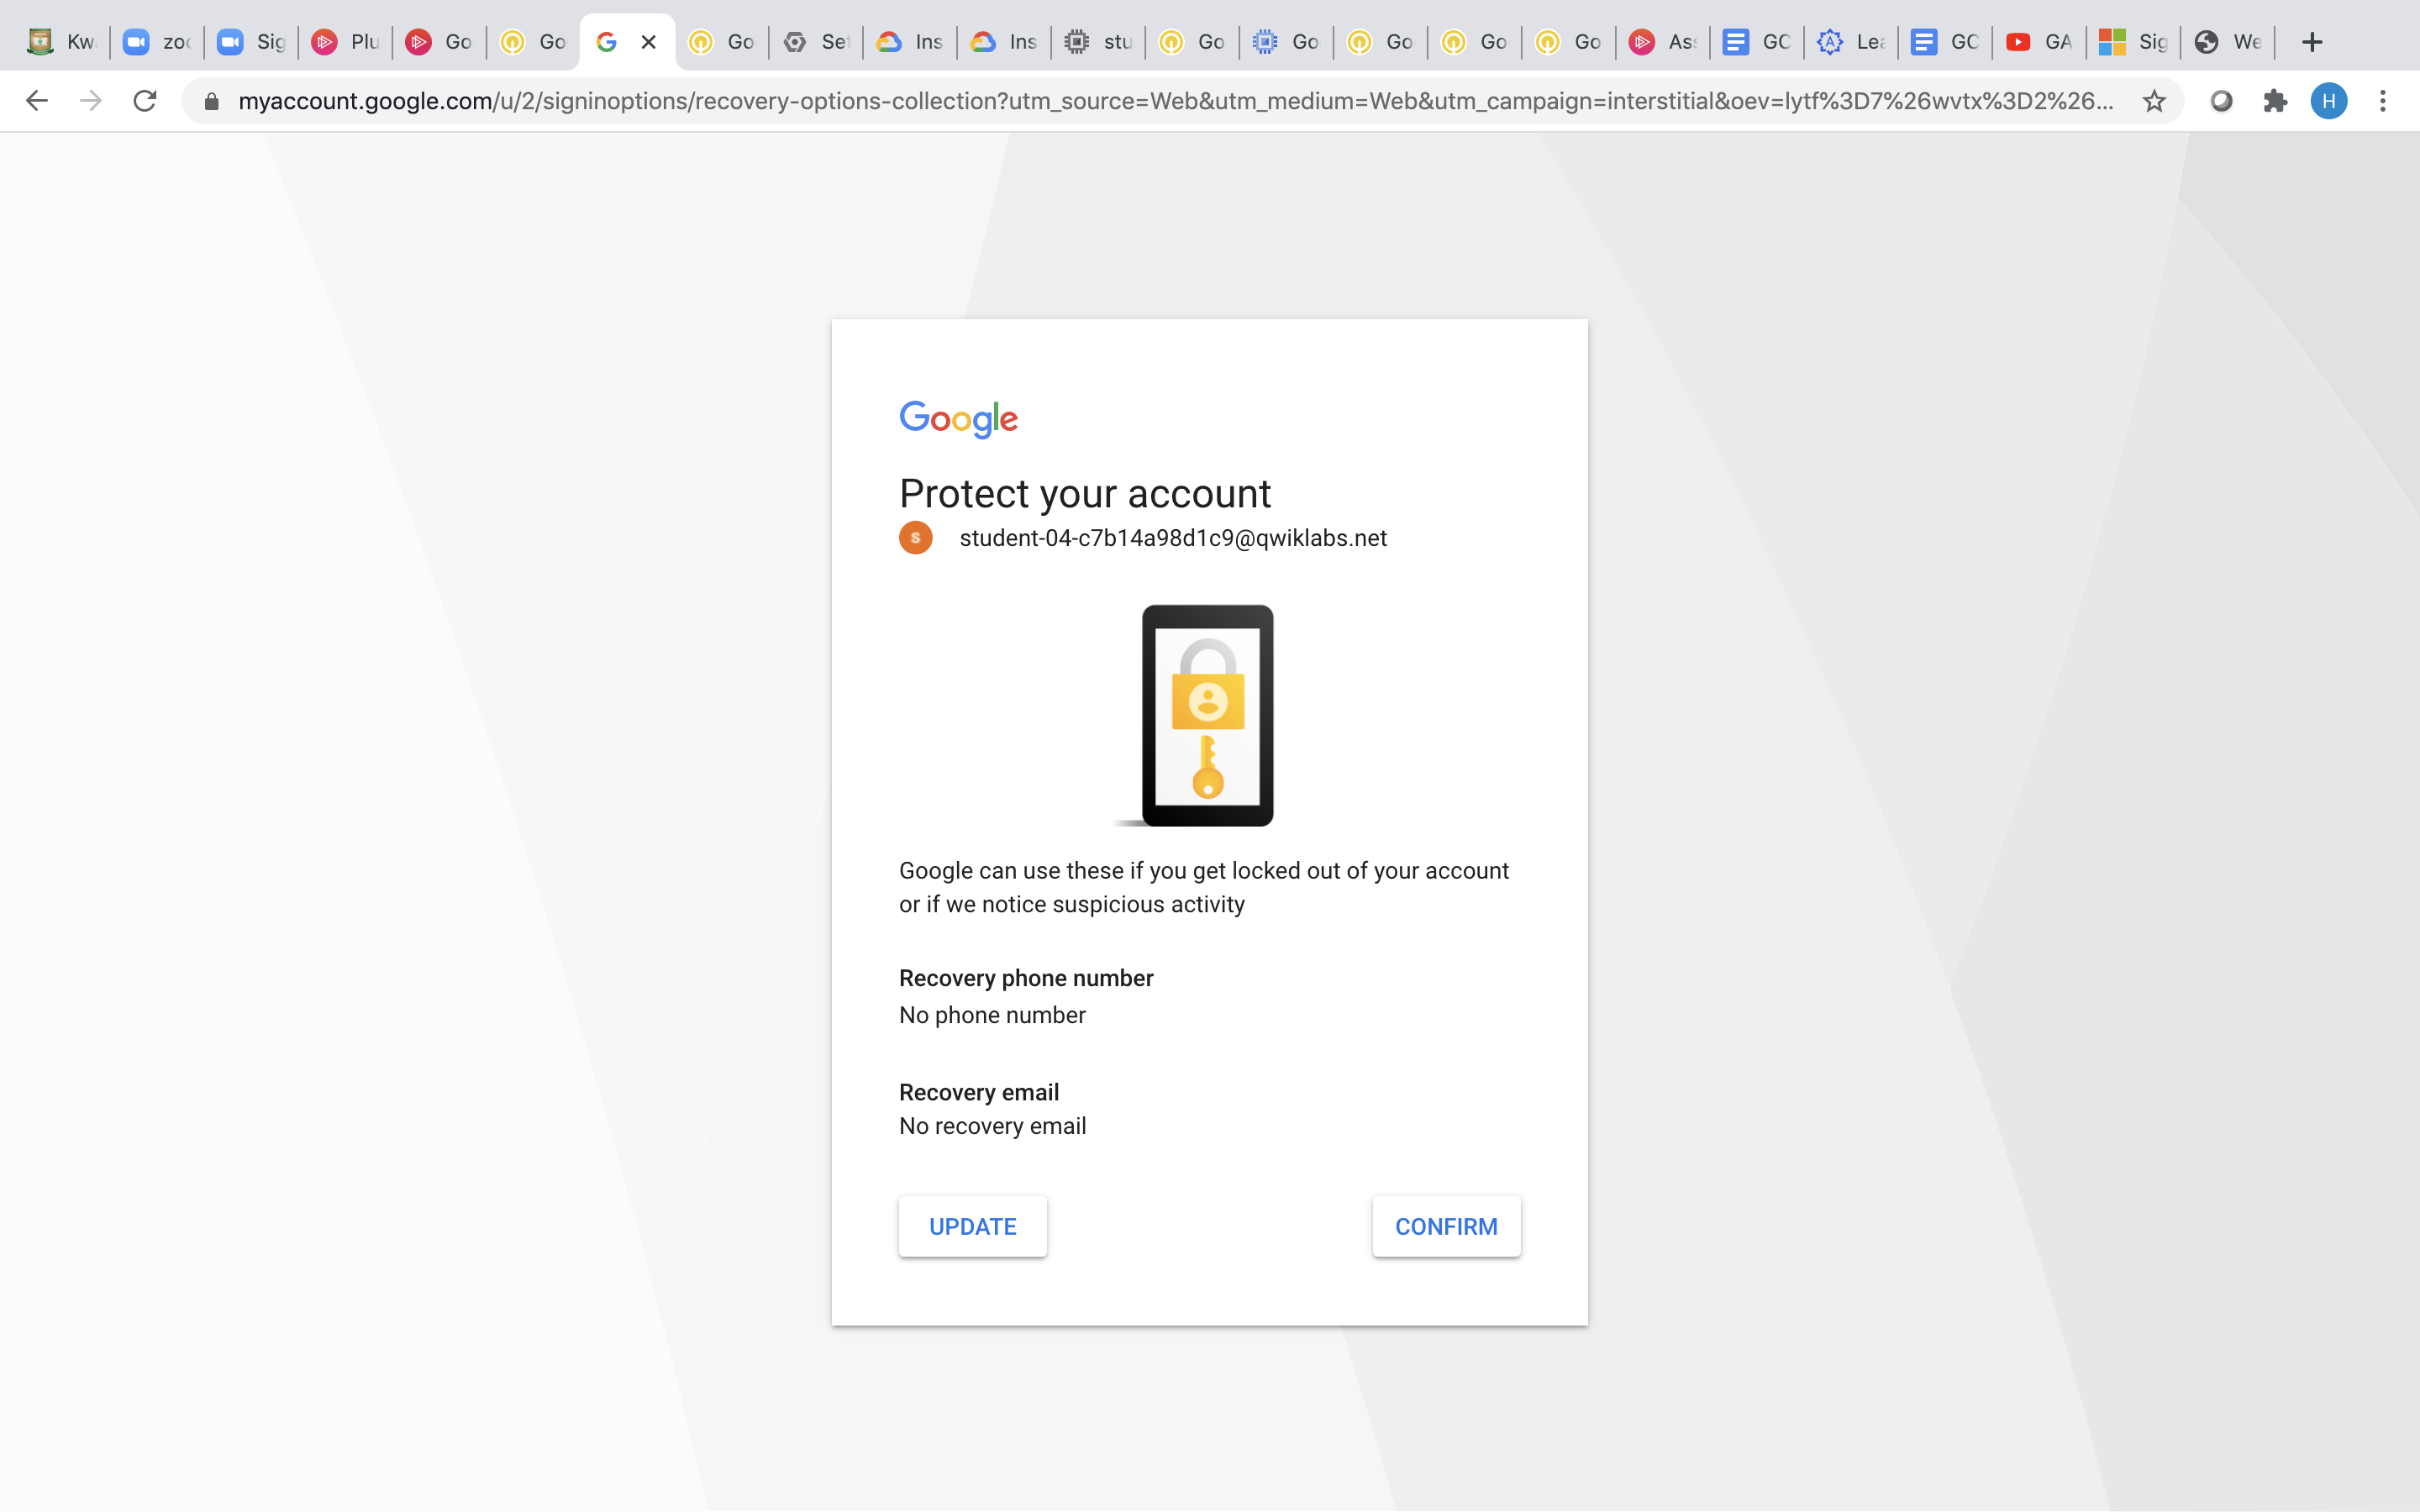 Kw
zoo
Sig
Plu
Go
Go
Go
Set
Ins
Ins
stu
Go
Go
Go
Go
Go
Ass
GC
Lea
GC
GA
Sig
We
myaccount.google.com/u/2/signinoptions/recovery-options-collection?utm_source=Web&utm_medium=Web&utm_campaign=interstitial&oev=lytf%3D7%26wvtx%3D2%26...
H
Google
Protect your account
S
student-04-c7b14a98d1c9@qwiklabs.net
Google can use these if you get locked out of your account
or if we notice suspicious activity
Recovery phone number
No phone number
Recovery email
No recovery email
UPDATE
CONFIRM